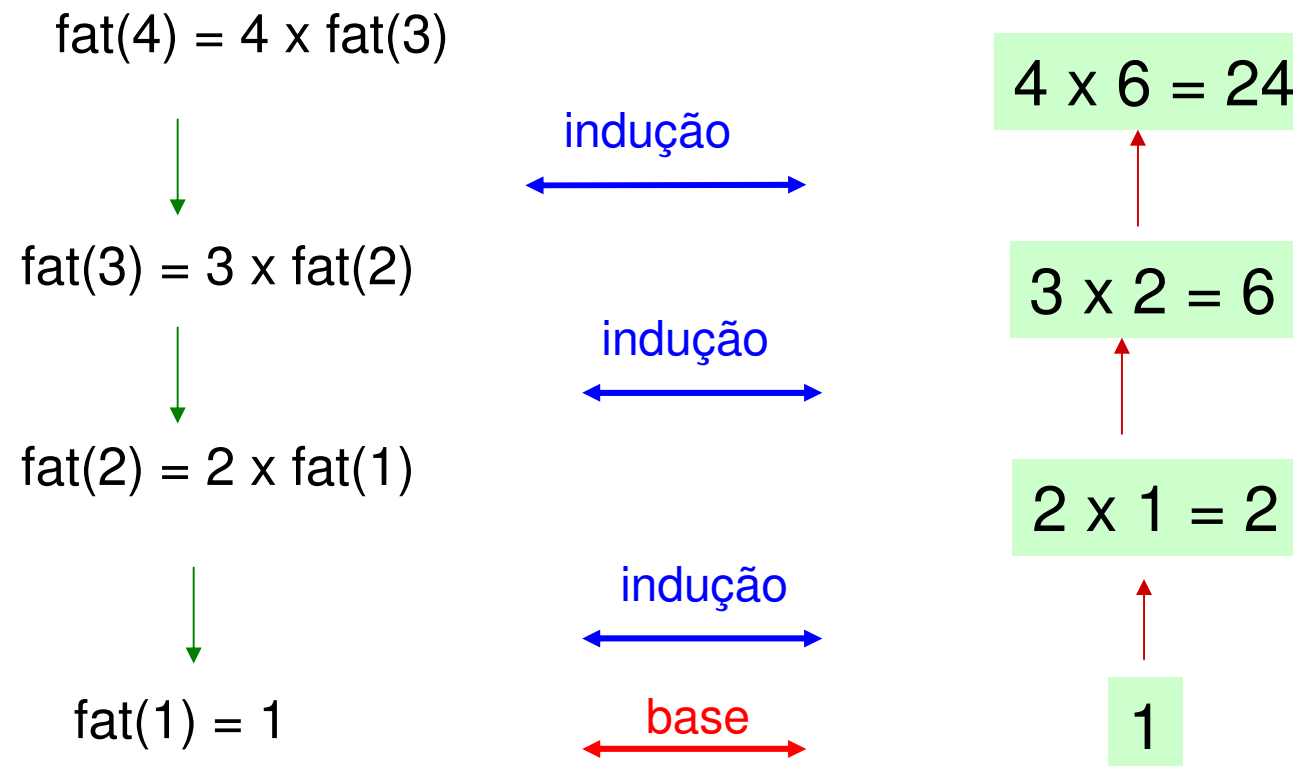 fat(4) = 4 x fat(3)
4 x 6 = 24
indução
fat(3) = 3 x fat(2)
3 x 2 = 6
indução
fat(2) = 2 x fat(1)
2 x 1 = 2
indução
fat(1) = 1
base
1